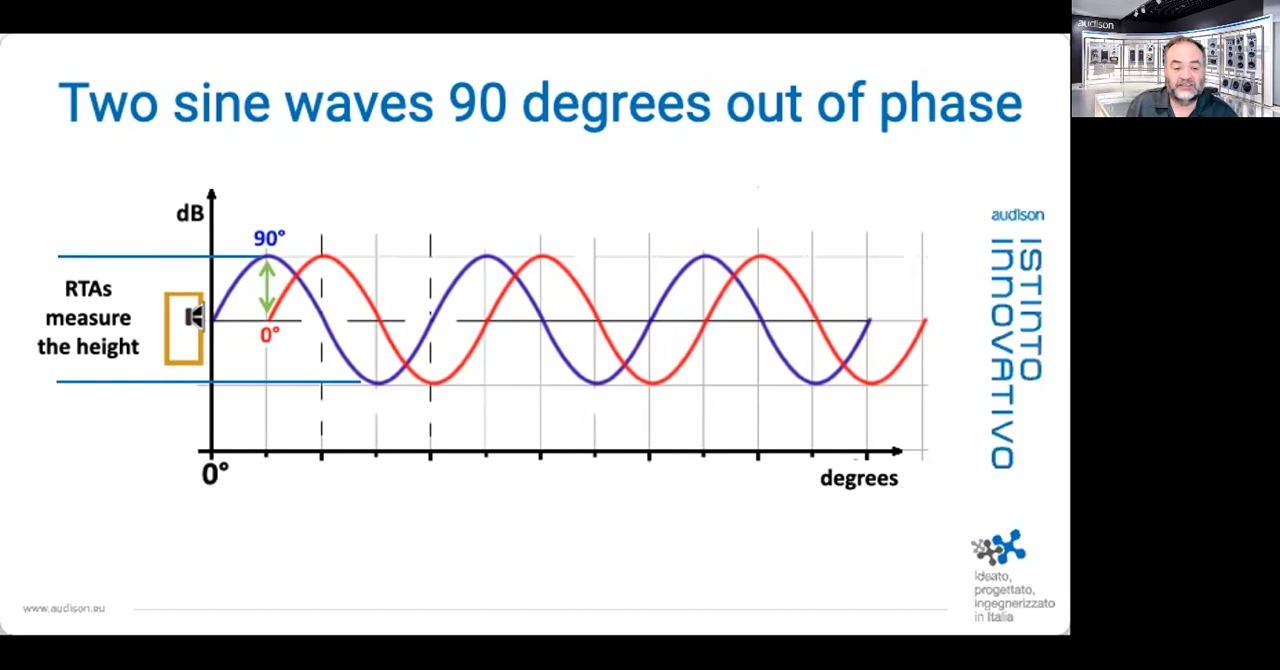 Two sine waves 90 degrees out of phase
dB
90°
RTAs
measure
the height
0°
0°
degrees
audison
ISTINTO
INNOVATIVO
Ideato,
progettato,
ingegnerizzato
in Italia
www.audison.eu
audison